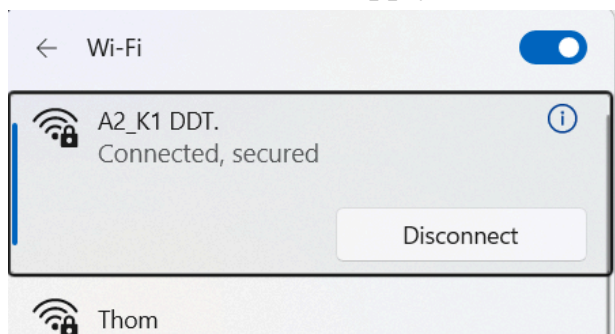 Wi-Fi
A2_K1 DDT.
Connected, secured
Disconnect
Thom